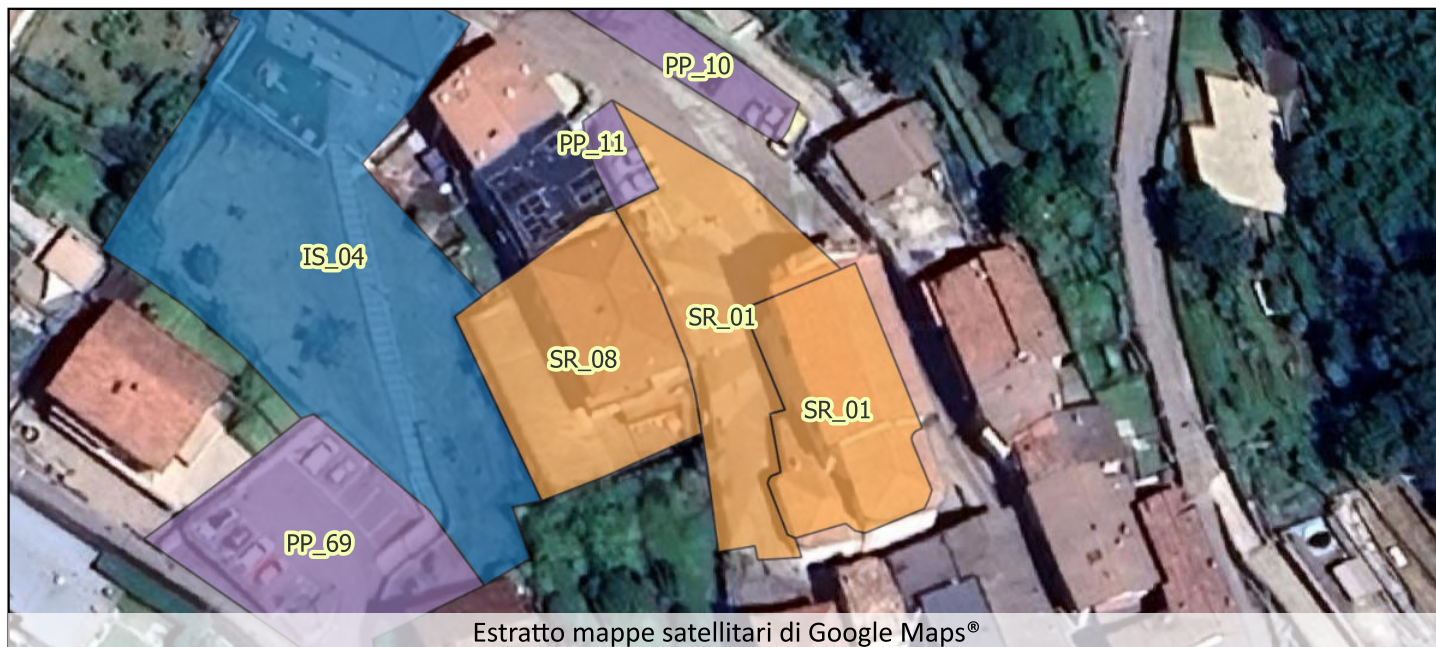 PP_10
PP_11
IS_04
SR_01
SR_08
SR_01
PP_69
Estratto mappe satellitari di Google Maps®